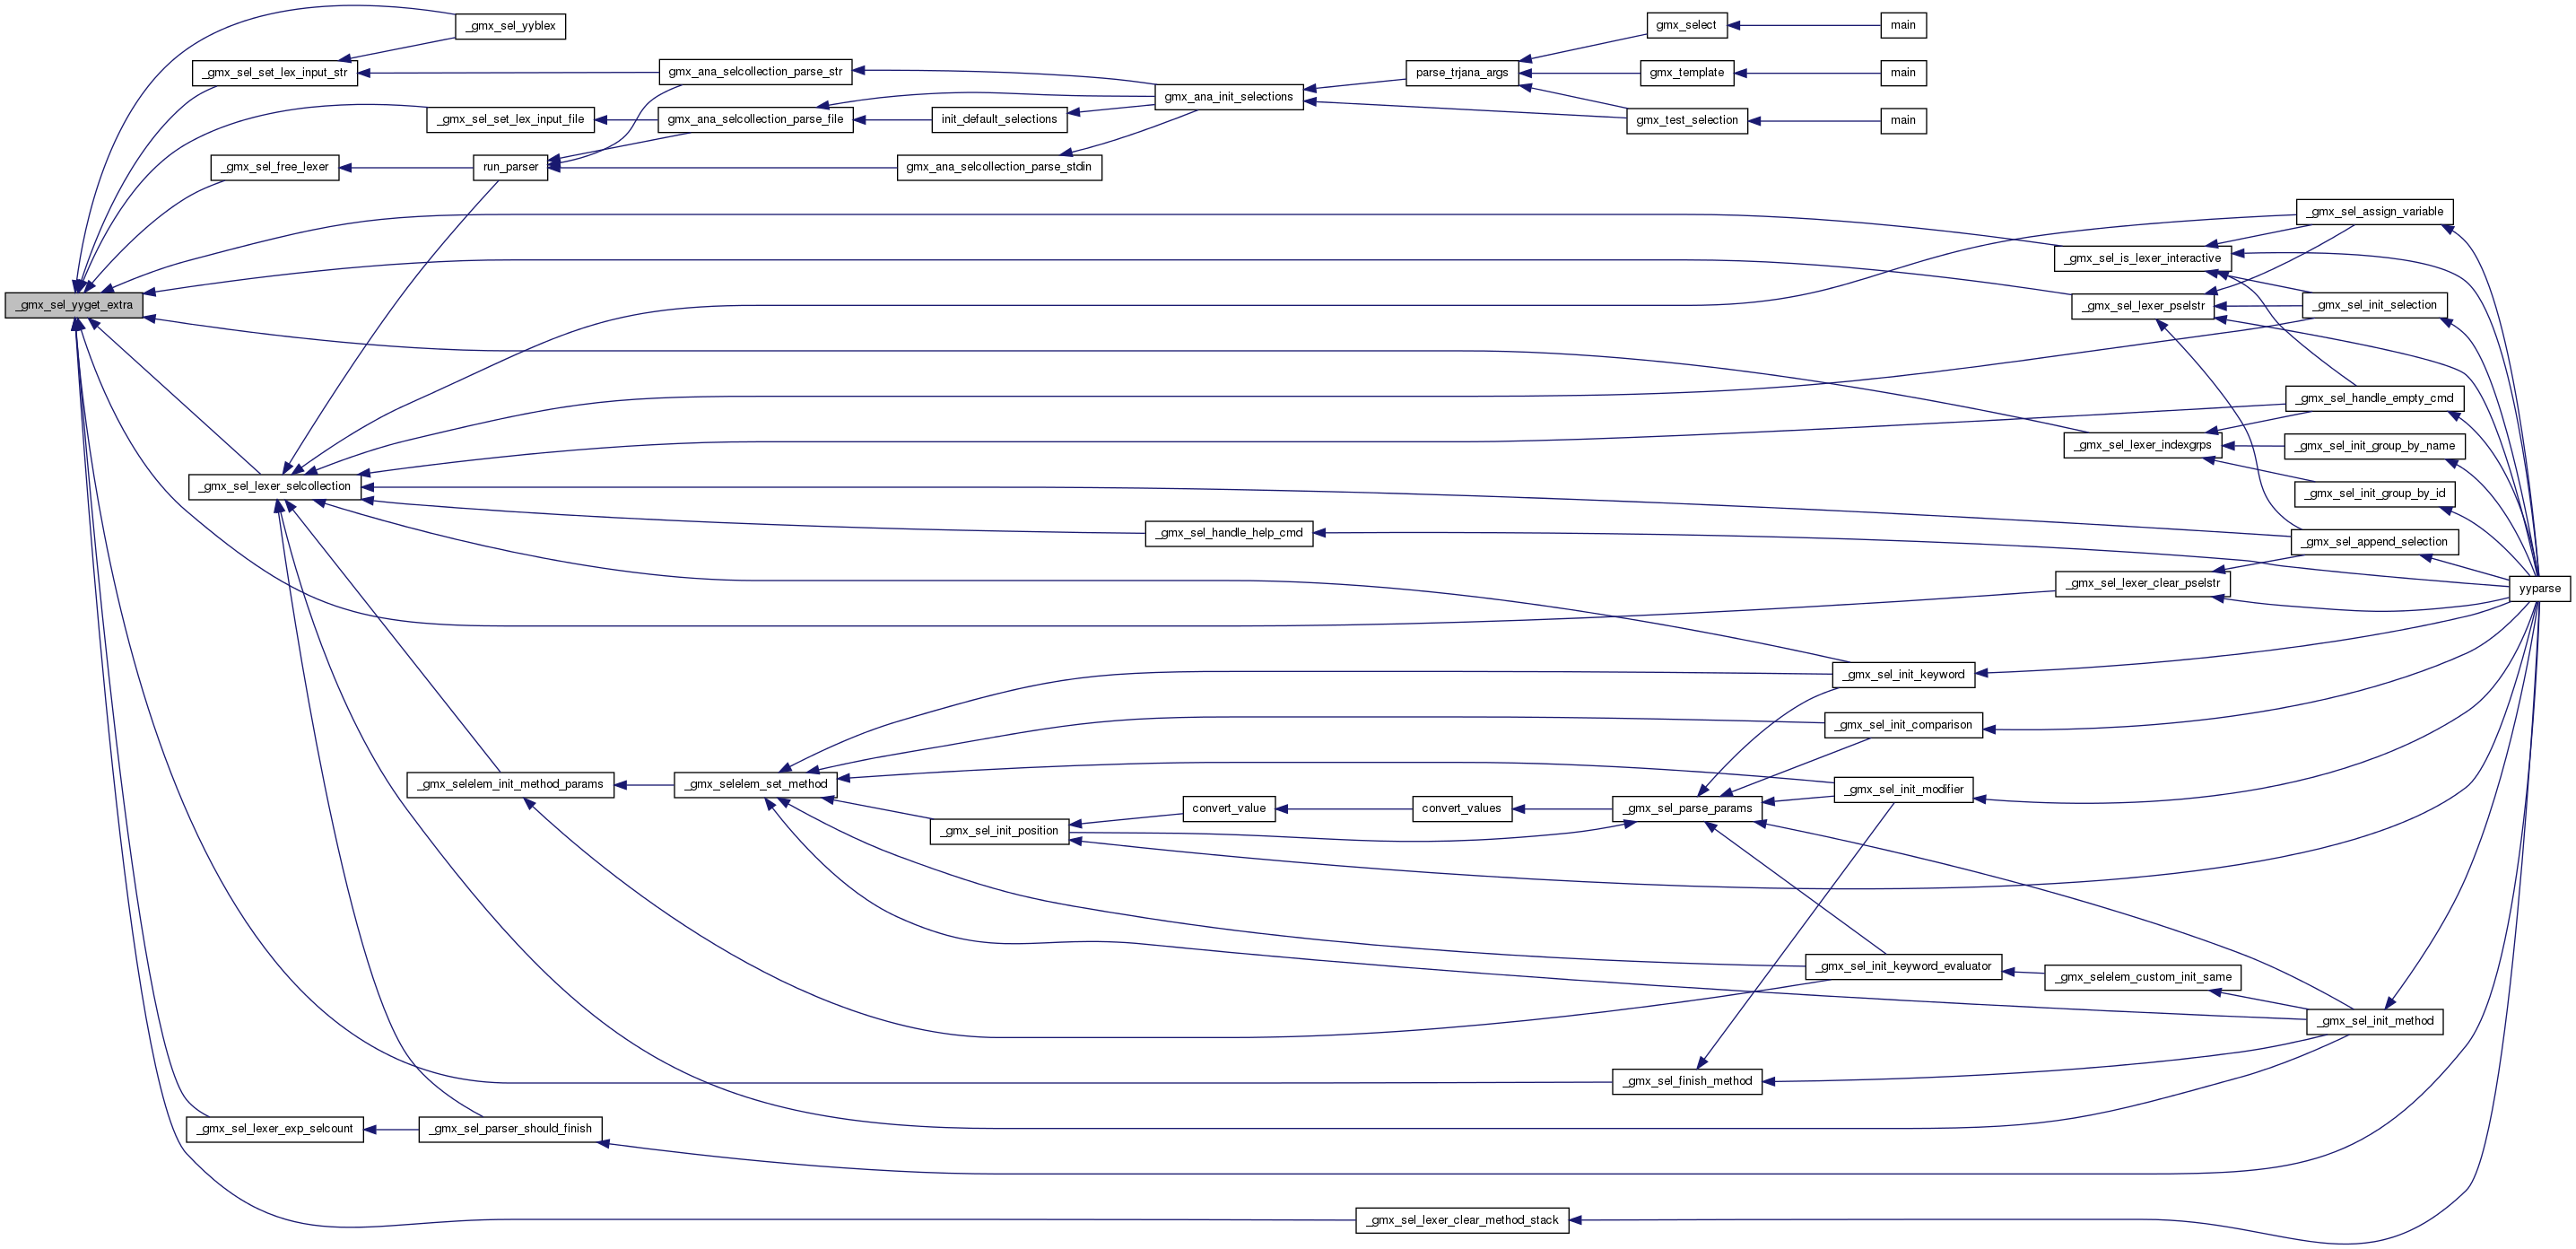 _gmx_sel_yyblex
gmx_select
main
_gmx_sel_set_lex_input_str
gmx_ana_selcollection_parse_str
parse_trjana_args
gmx_template
main
gmx_ana_init_selections
_gmx_sel_set_lex_input_file
gmx_ana_selcollection_parse_file
init_default_selections
gmx_test_selection
main
_gmx_sel_free_lexer
run_parser
gmx_ana_selcollection_parse_stdin
_gmx_sel_assign_variable
_gmx_sel_is_lexer_interactive
_gmx_sel_yyget_extra
_gmx_sel_lexer_pselstr
_gmx_sel_init_selection
_gmx_sel_handle_empty_cmd
_gmx_sel_lexer_indexgrps
_gmx_sel_init_group_by_name
_gmx_sel_lexer_selcollection
_gmx_sel_init_group_by_id
_gmx_sel_handle_help_cmd
_gmx_sel_append_selection
_gmx_sel_lexer_clear_pselstr
yyparse
_gmx_sel_init_keyword
_gmx_sel_init_comparison
_gmx_selelem_init_method_params
_gmx_selelem_set_method
_gmx_sel_init_modifier
convert_value
convert_values
_gmx_sel_parse_params
_gmx_sel_init_position
_gmx_sel_init_keyword_evaluator
_gmx_selelem_custom_init_same
_gmx_sel_init_method
_gmx_sel_finish_method
_gmx_sel_lexer_exp_selcount
_gmx_sel_parser_should_finish
_gmx_sel_lexer_clear_method_stack